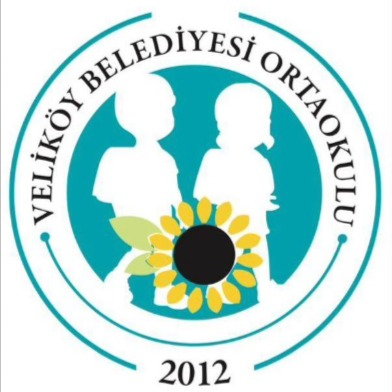 VELİKÖY BELEDİYESİ ORTAOKULU
2012